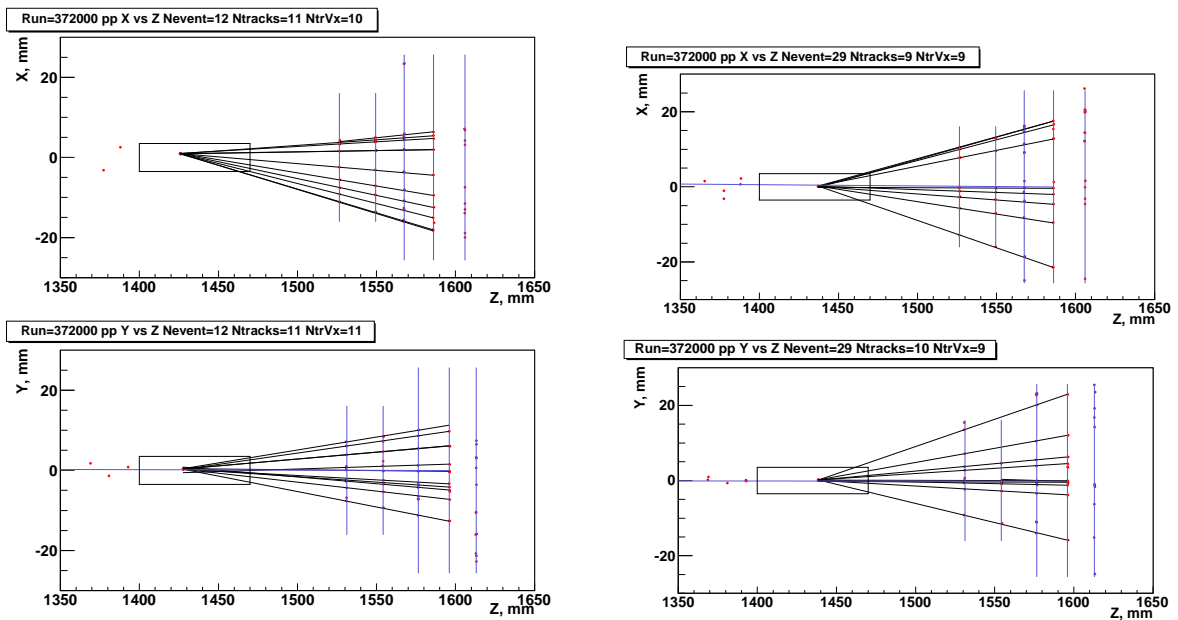 Run=372000 pp X vs Z Nevent=12 Ntracks=11 NtrVx=10
X, mm
20
0
-20
1350 1400 1450 1500 1550 1600 1650
Z, mm
Run=372000 pp X vs Z Nevent=29 Ntracks=9 NtrVx=9
X, mm
20
0
-20
1350 1400 1450 1500 1550 1600 1650
Z, mm
Run=372000 pp Y vs Z Nevent=12 Ntracks=11 NtrVx=11
Y, mm
20
0
-20
1350 1400 1450 1500 1550 1600 1650
Z, mm
Run=372000 pp Y vs Z Nevent=29 Ntracks=10 NtrVx=9
Y, mm
20
0
-20
1350 1400 1450 1500 1550 1600 1650
Z, mm